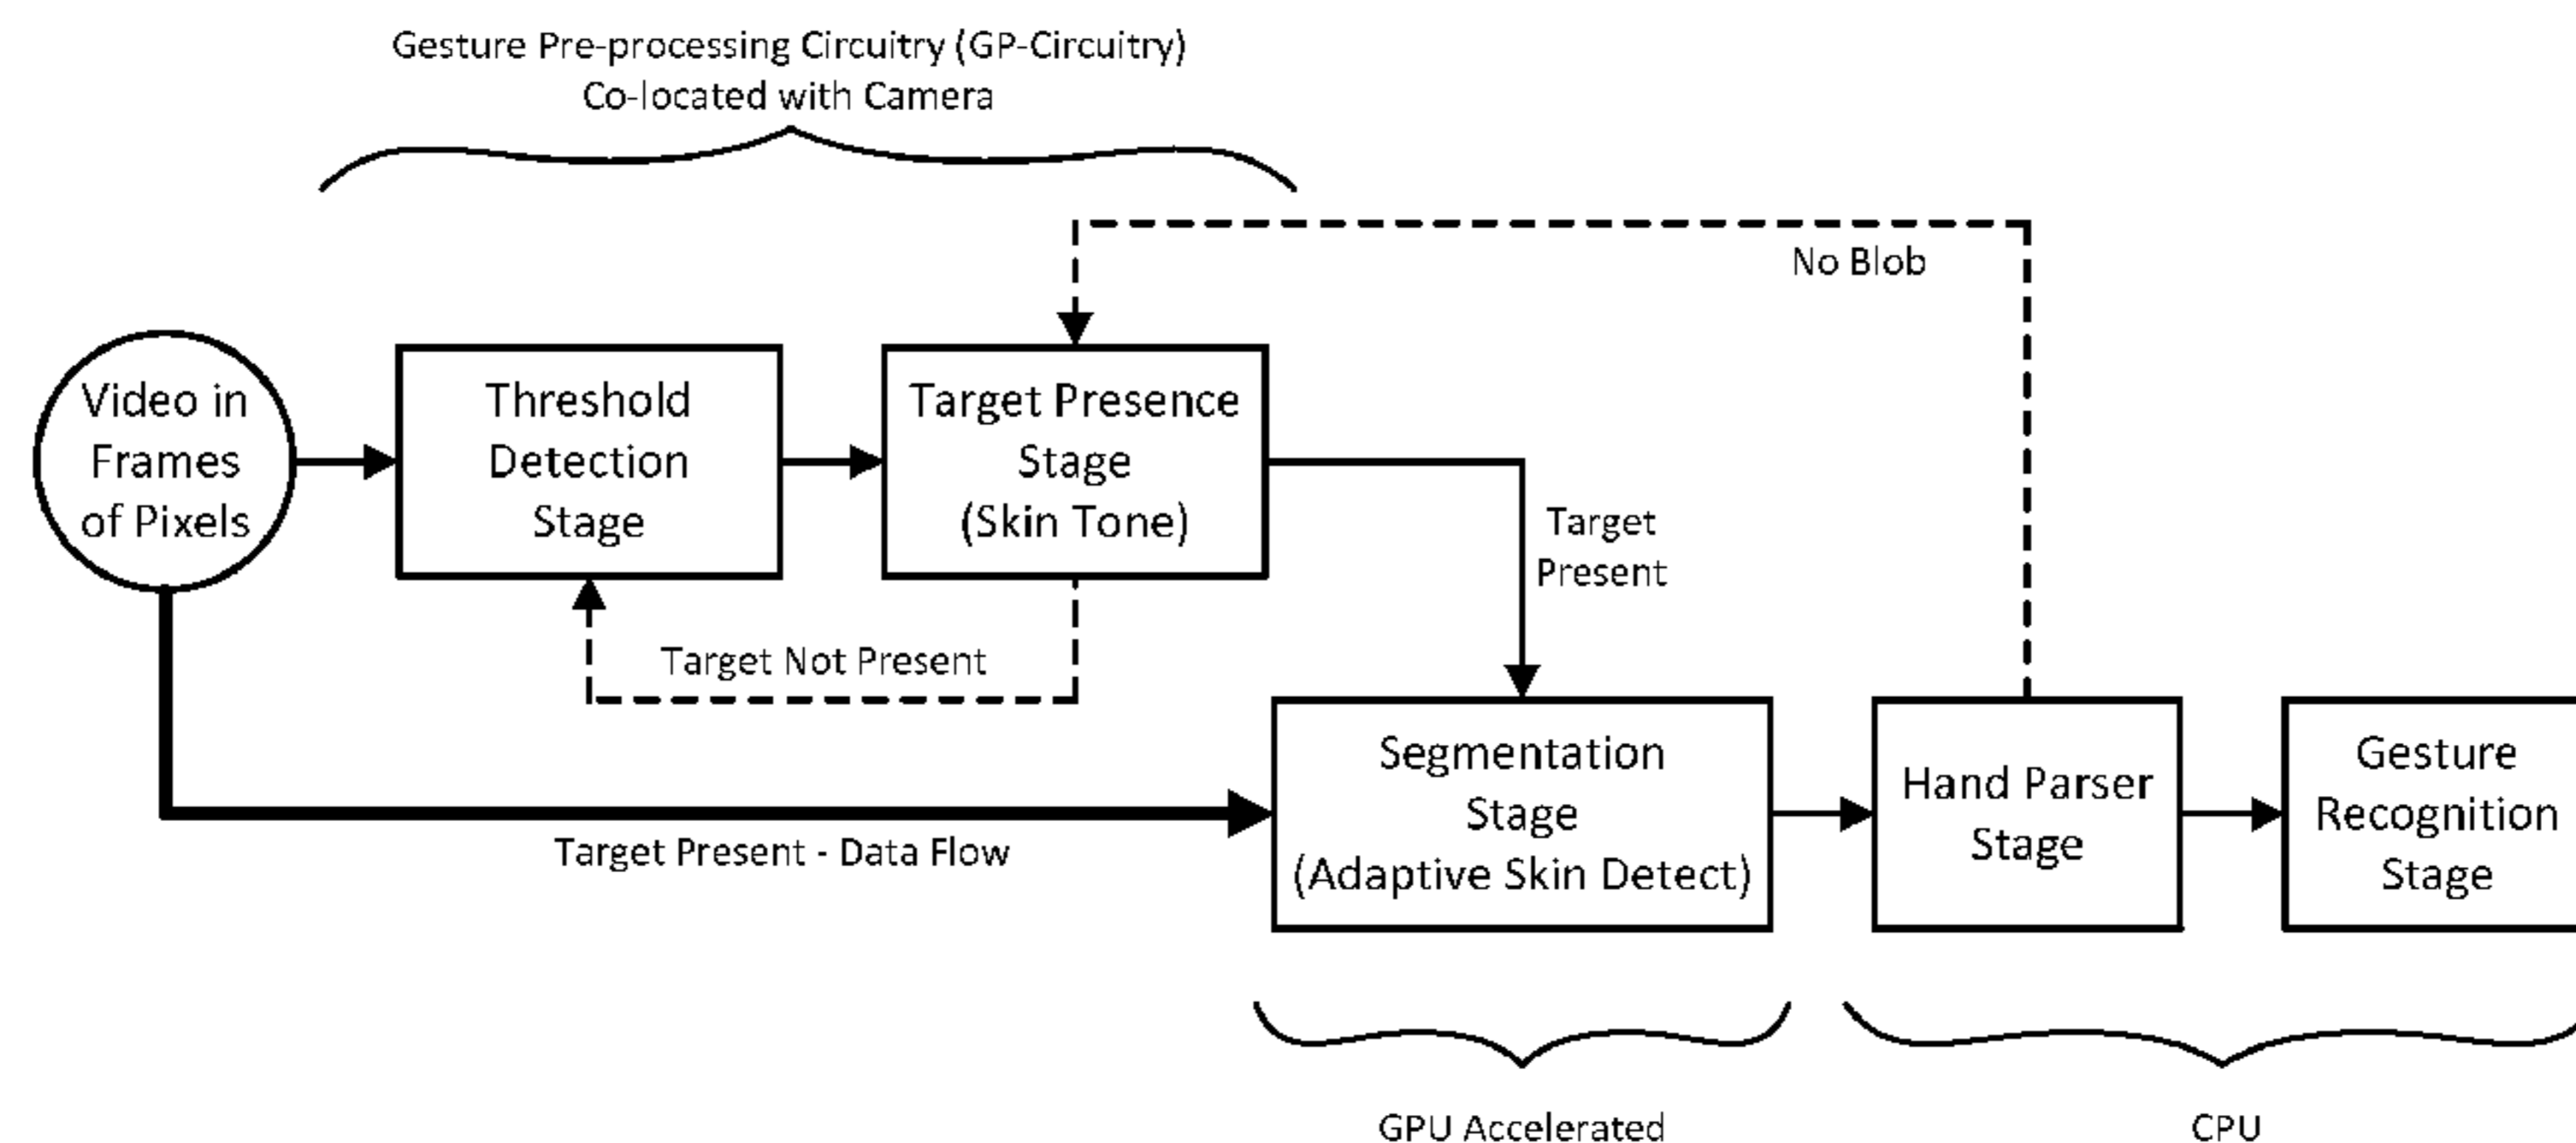 Gesture Pre-processing Circuitry (GP-Circuitry)
Co-located with Camera
No Blob
Video in
Frames
of Pixels
Threshold
Detection
Stage
Target Presence
Stage
(Skin Tone)
Target
Present
Target Not Present
Target Present - Data Flow
Segmentation
Stage
(Adaptive Skin Detect)
Hand Parser
Stage
Gesture
Recognition
Stage
GPU Accelerated
CPU